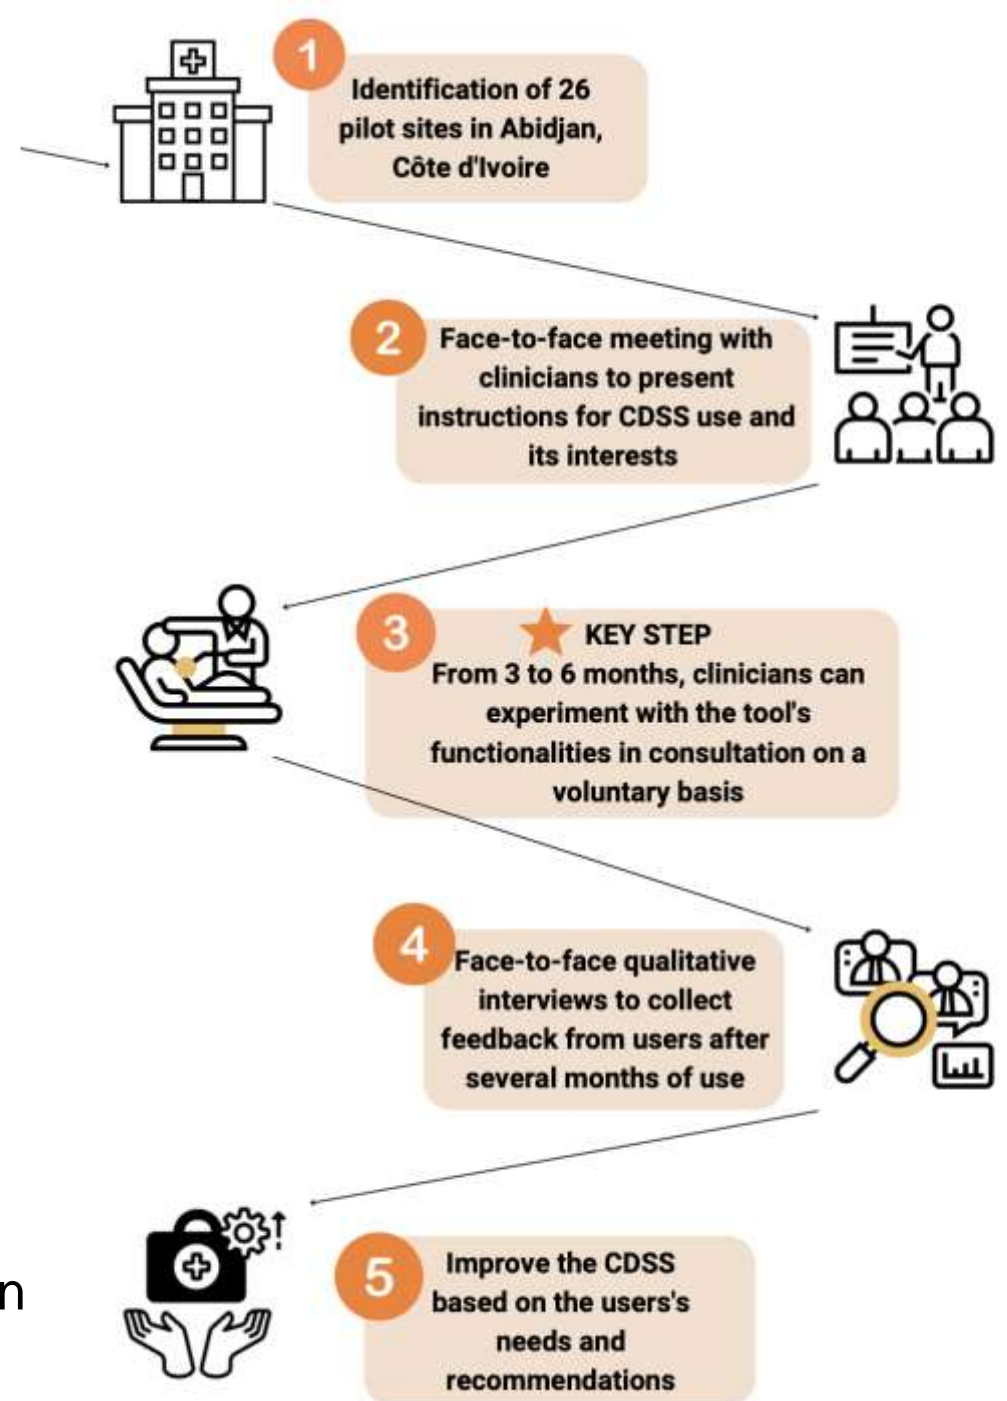 1
Identification of 26
pilot sites in Abidjan,
Côte d'Ivoire
2
Face-to-face meeting with
clinicians to present
instructions for CDSS use and
its interests
3
KEY STEP
From 3 to 6 months, clinicians can
experiment with the tool's
functionalities in consultation on a
voluntary basis
4
Face-to-face qualitative
interviews to collect
feedback from users after
several months of use
n
5
Improve the CDSS
based on the users's
needs and
recommendations